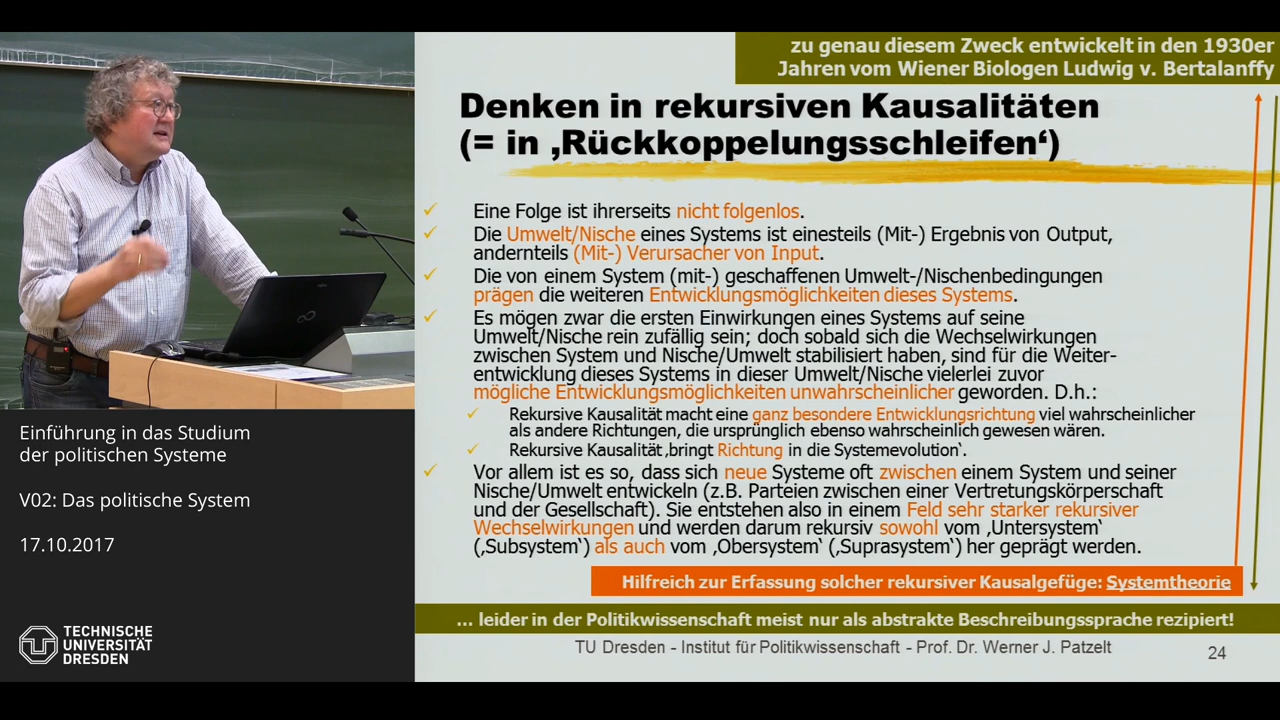 zu genau diesem Zweck entwickelt in den 1930er
Jahren vom Wiener Biologen Ludwig v. Bertalanffy
Denken in rekursiven Kausalitäten
(= in ‚Rückkoppelungsschleifen‘)
Eine Folge ist ihrerseits nicht folgenlos.
Die Umwelt/Nische eines Systems ist einesteils (Mit-) Ergebnis von Output,
andernteils (Mit-) Verursacher von Input.
Die von einem System (mit-) geschaffenen Umwelt-/Nischenbedingungen
prägen die weiteren Entwicklungsmöglichkeiten dieses Systems.
Es mögen zwar die ersten Einwirkungen eines Systems auf seine
Umwelt/Nische rein zufällig sein; doch sobald sich die Wechselwirkungen
zwischen System und Nische/Umwelt stabilisiert haben, sind für die Weiter-
entwicklung dieses Systems in dieser Umwelt/Nische vielerlei zuvor
mögliche Entwicklungsmöglichkeiten unwahrscheinlicher geworden. D.h.:
Rekursive Kausalität macht eine ganz besondere Entwicklungsrichtung viel wahrscheinlicher
als andere Richtungen, die ursprünglich ebenso wahrscheinlich gewesen wären.
Rekursive Kausalität ‚bringt Richtung in die Systemevolution‘.
Vor allem ist es so, dass sich neue Systeme oft zwischen einem System und seiner
Nische/Umwelt entwickeln (z.B. Parteien zwischen einer Vertretungskörperschaft
und der Gesellschaft). Sie entstehen also in einem Feld sehr starker rekursiver
Wechselwirkungen und werden darum rekursiv sowohl vom ‚Untersystem‘
(‚Subsystem‘) als auch vom ‚Obersystem‘ (‚Suprasystem‘) her geprägt werden.
Hilfreich zur Erfassung solcher rekursiver Kausalgefüge: Systemtheorie
... leider in der Politikwissenschaft meist nur als abstrakte Beschreibungssprache rezipiert!
TU Dresden - Institut für Politikwissenschaft - Prof. Dr. Werner J. Patzelt
24
Einführung in das Studium
der politischen Systeme
V02: Das politische System
17.10.2017
TECHNISCHE
UNIVERSITÄT
DRESDEN